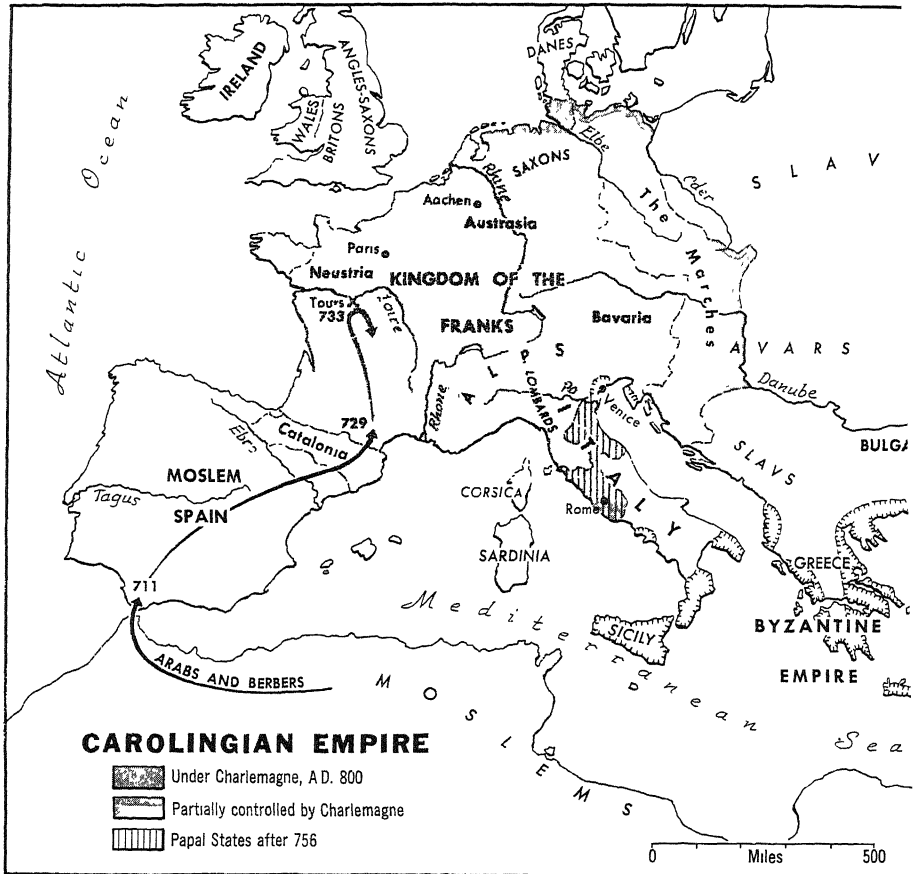 DANES
IRELAND
ANGLES-SAXONS
WALES
BRITONS
Atlantic Ocean
Elbe
SAXONS
Rhine
SLAV
Oder
The Marches
Aachen
Austrasia
Paris
Neustria
KINGDOM OF THE
FRANKS
Tours
733
Loire
Bavaria
AVARS
ALPS
LOMBARDS
Po
Venice
Danube
Rhone
729
Catalonia
Ebro
ITALY
SLAVS
BULGA
MOSLEM
SPAIN
Tagus
CORSICA
Rome
SARDINIA
GREECE
711
Mediterranean Sea
SICILY
BYZANTINE
EMPIRE
ARABS AND BERBERS
MOSLEMS
CAROLINGIAN EMPIRE
Under Charlemagne, A.D. 800
Partially controlled by Charlemagne
Papal States after 756
0 Miles 500